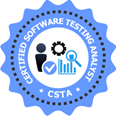 CERTIFIED SOFTWARE TESTING ANALYST
• CSTA •